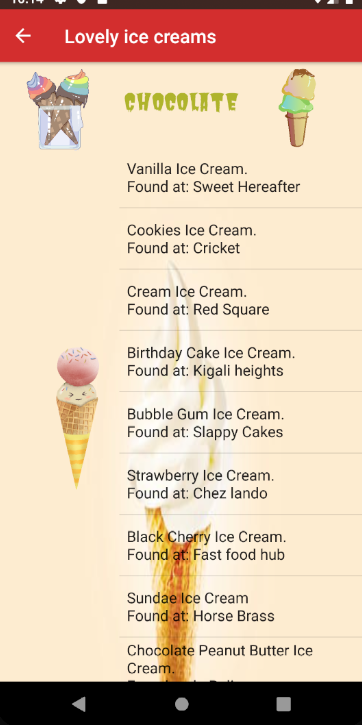 Lovely ice creams
CHOCOLATE
Vanilla Ice Cream.
Found at: Sweet Hereafter
Cookies Ice Cream.
Found at: Cricket
Cream Ice Cream.
Found at: Red Square
Birthday Cake Ice Cream.
Found at: Kigali heights
Bubble Gum Ice Cream.
Found at: Slappy Cakes
Strawberry Ice Cream.
Found at: Chez lando
Black Cherry Ice Cream.
Found at: Fast food hub
Sundae Ice Cream
Found at: Horse Brass
Chocolate Peanut Butter Ice
Cream.